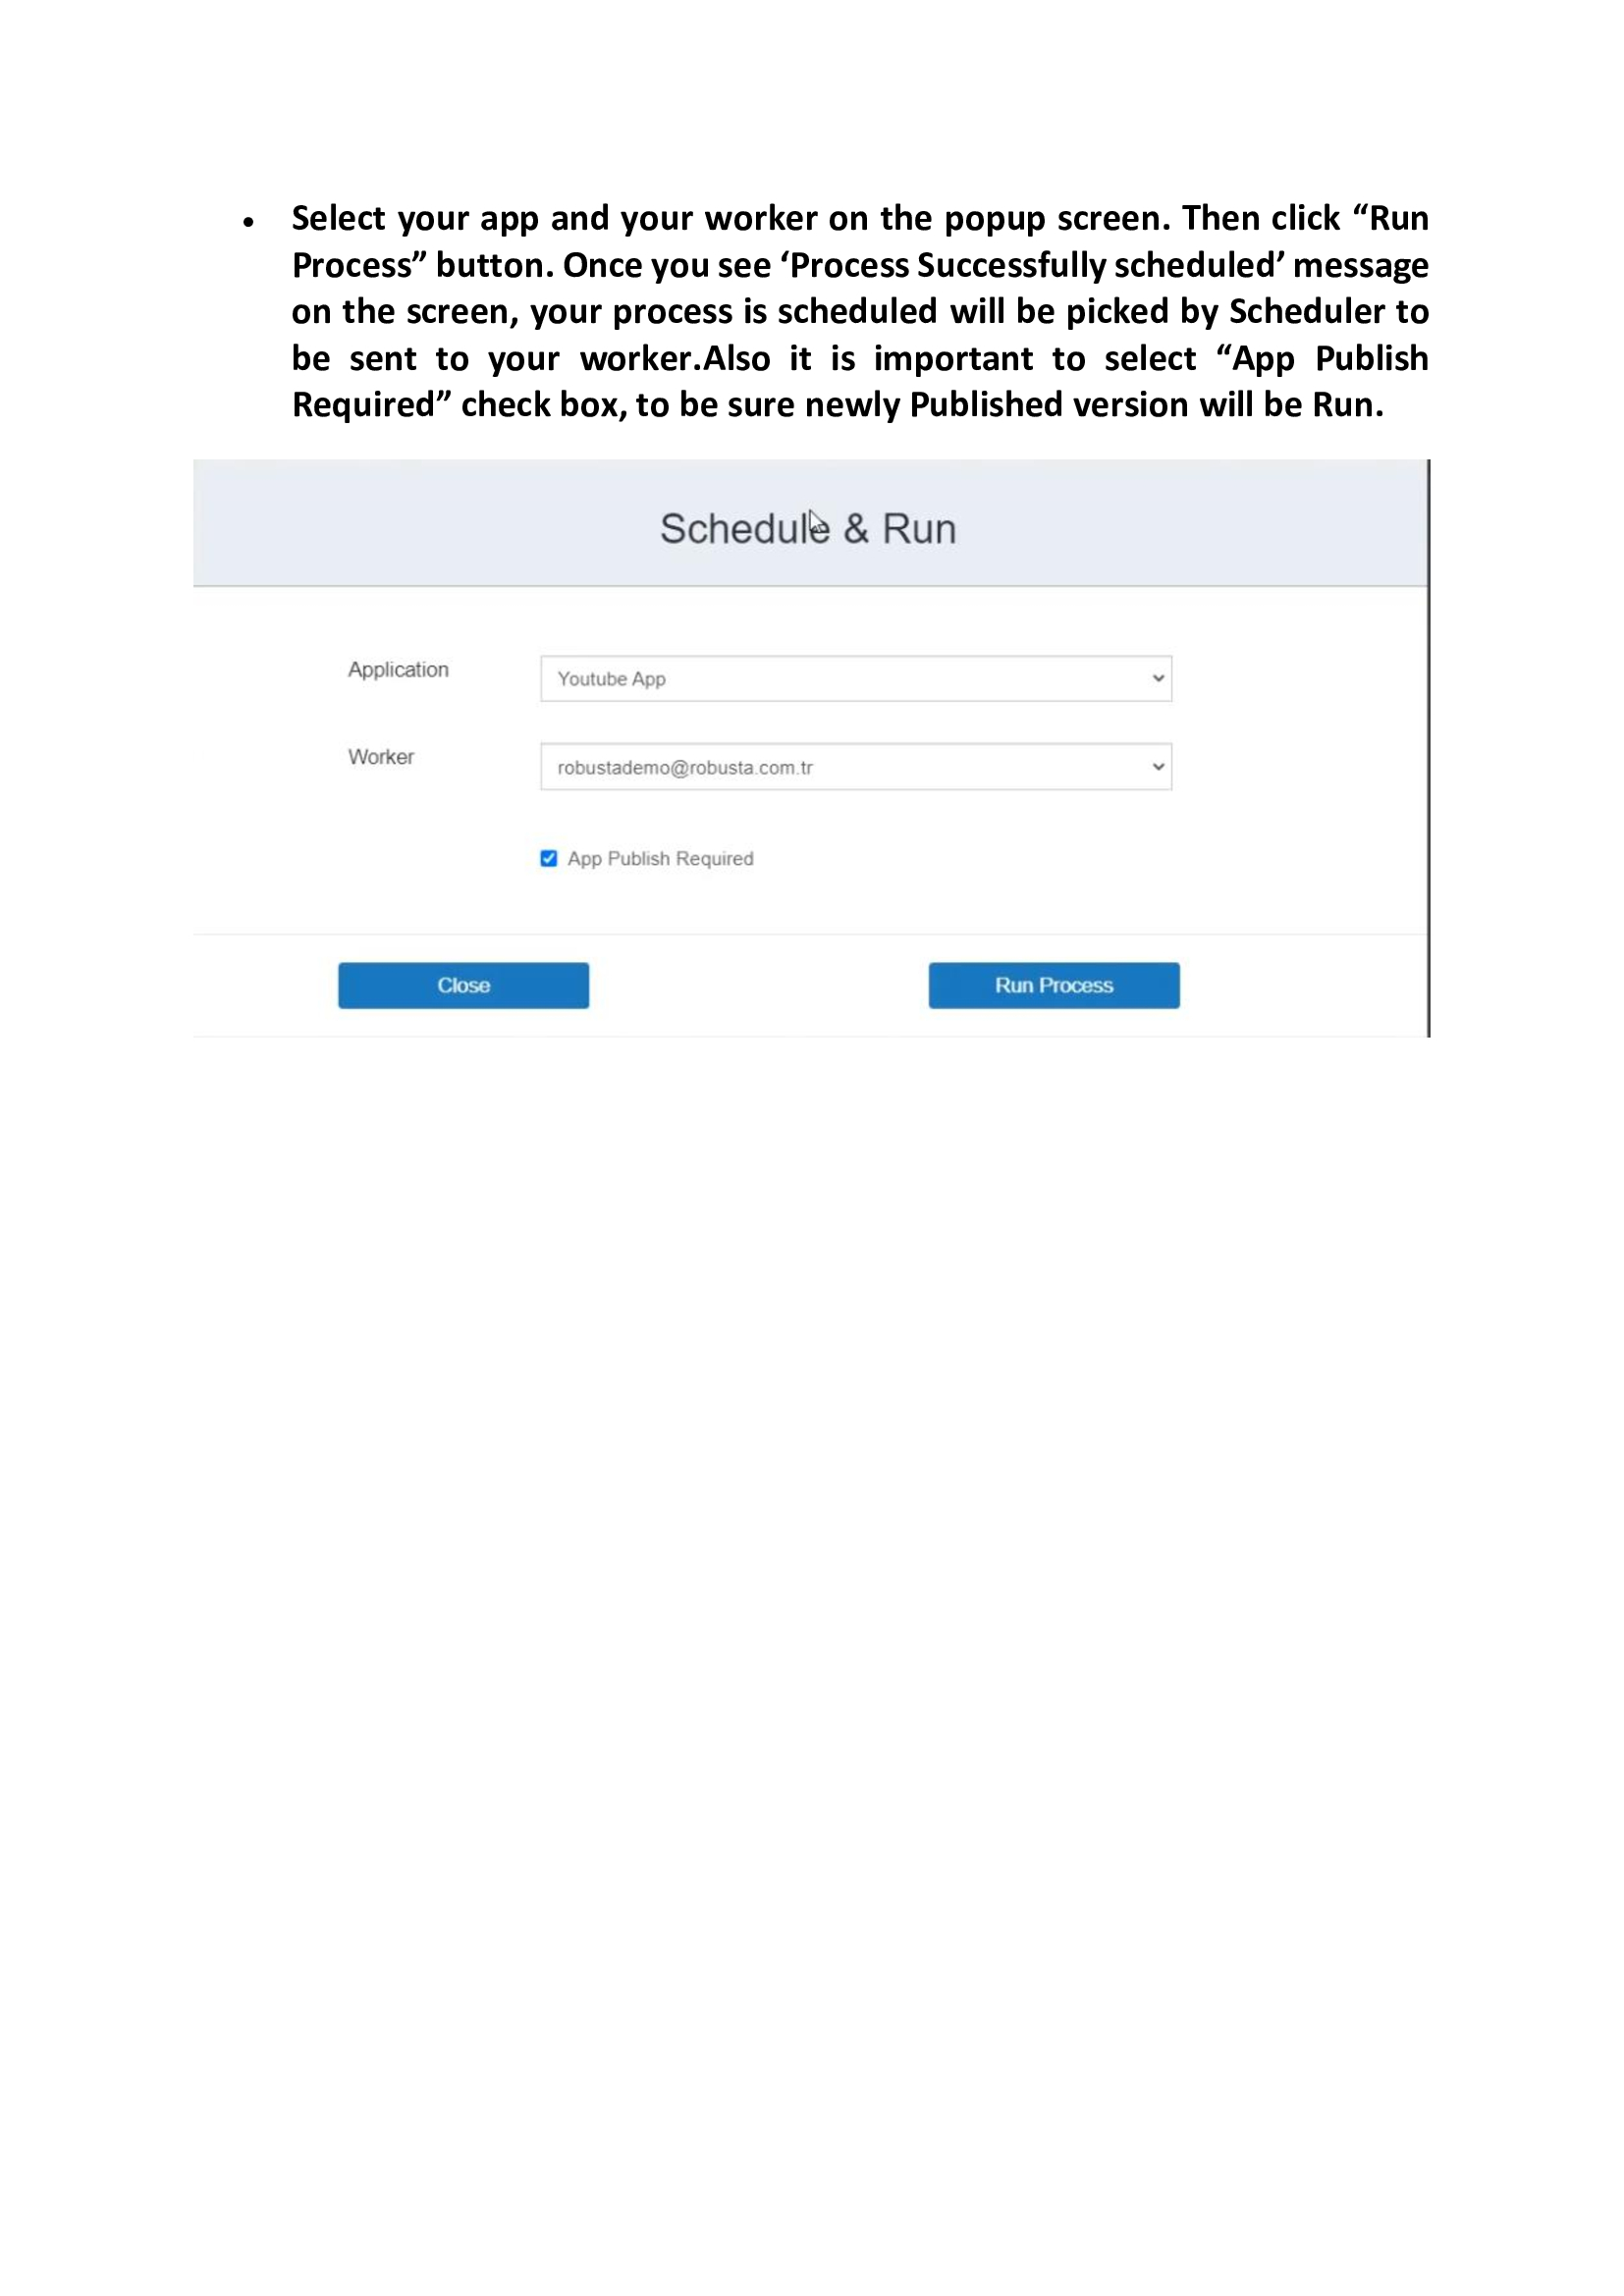 • Select your app and your worker on the popup screen. Then click “Run
Process” button. Once you see ‘Process Successfully scheduled’ message
on the screen, your process is scheduled will be picked by Scheduler to
be sent to your worker.Also it is important to select “App Publish
Required” check box, to be sure newly Published version will be Run.
Schedule & Run
Application
Youtube App
Worker
robustademo@robusta.com.tr
App Publish Required
Close
Run Process